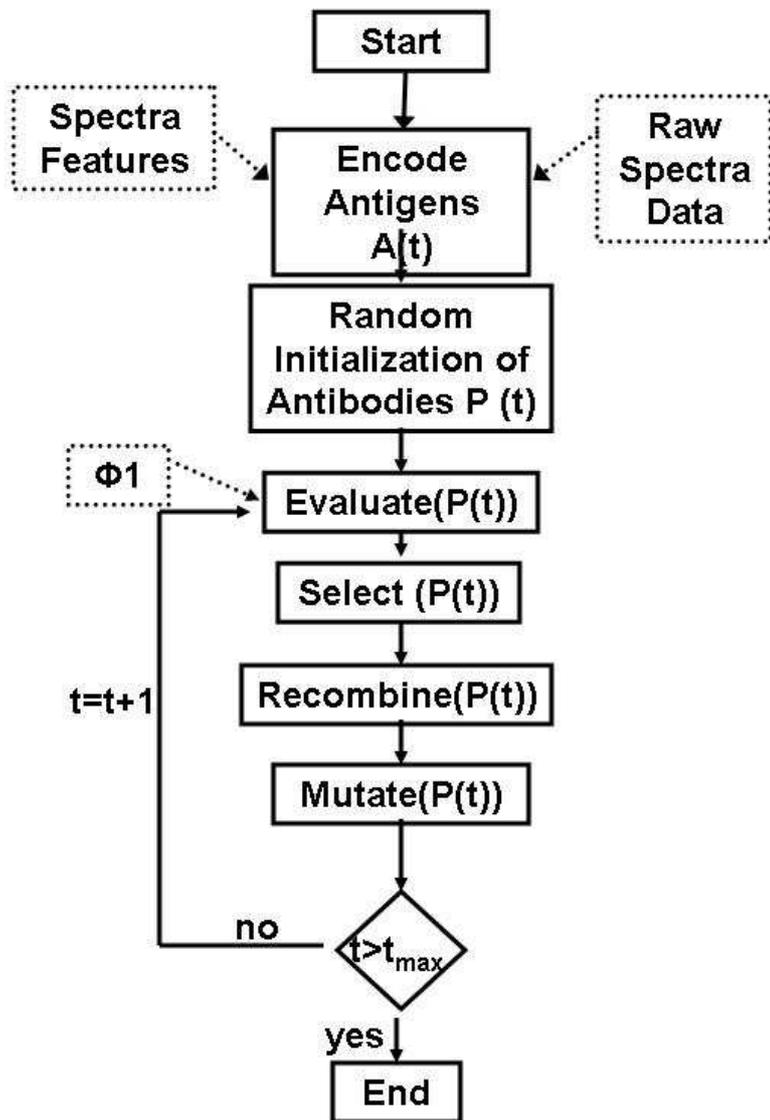 Start
Spectra
Features
Raw
Spectra
Data
Encode
Antigens
A(t)
Random
Initialization of
Antibodies P (t)
Φ1
Evaluate(P(t))
Select (P(t))
Recombine(P(t))
t=t+1
Mutate(P(t))
no
t>tmax
yes
End